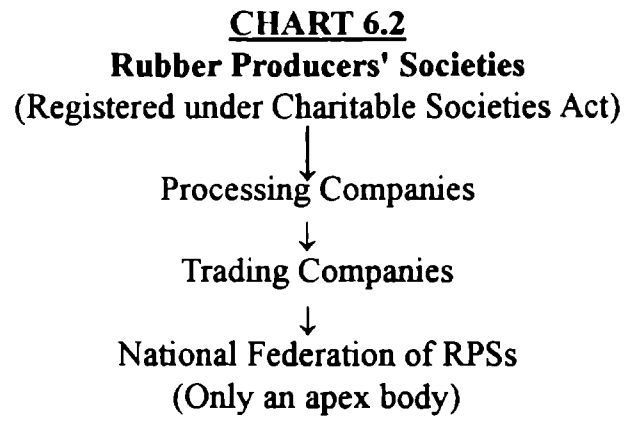 CHART 6.2
Rubber Producers' Societies
(Registered under Charitable Societies Act)
Processing Companies
Trading Companies
National Federation of RPSs
(Only an apex body)